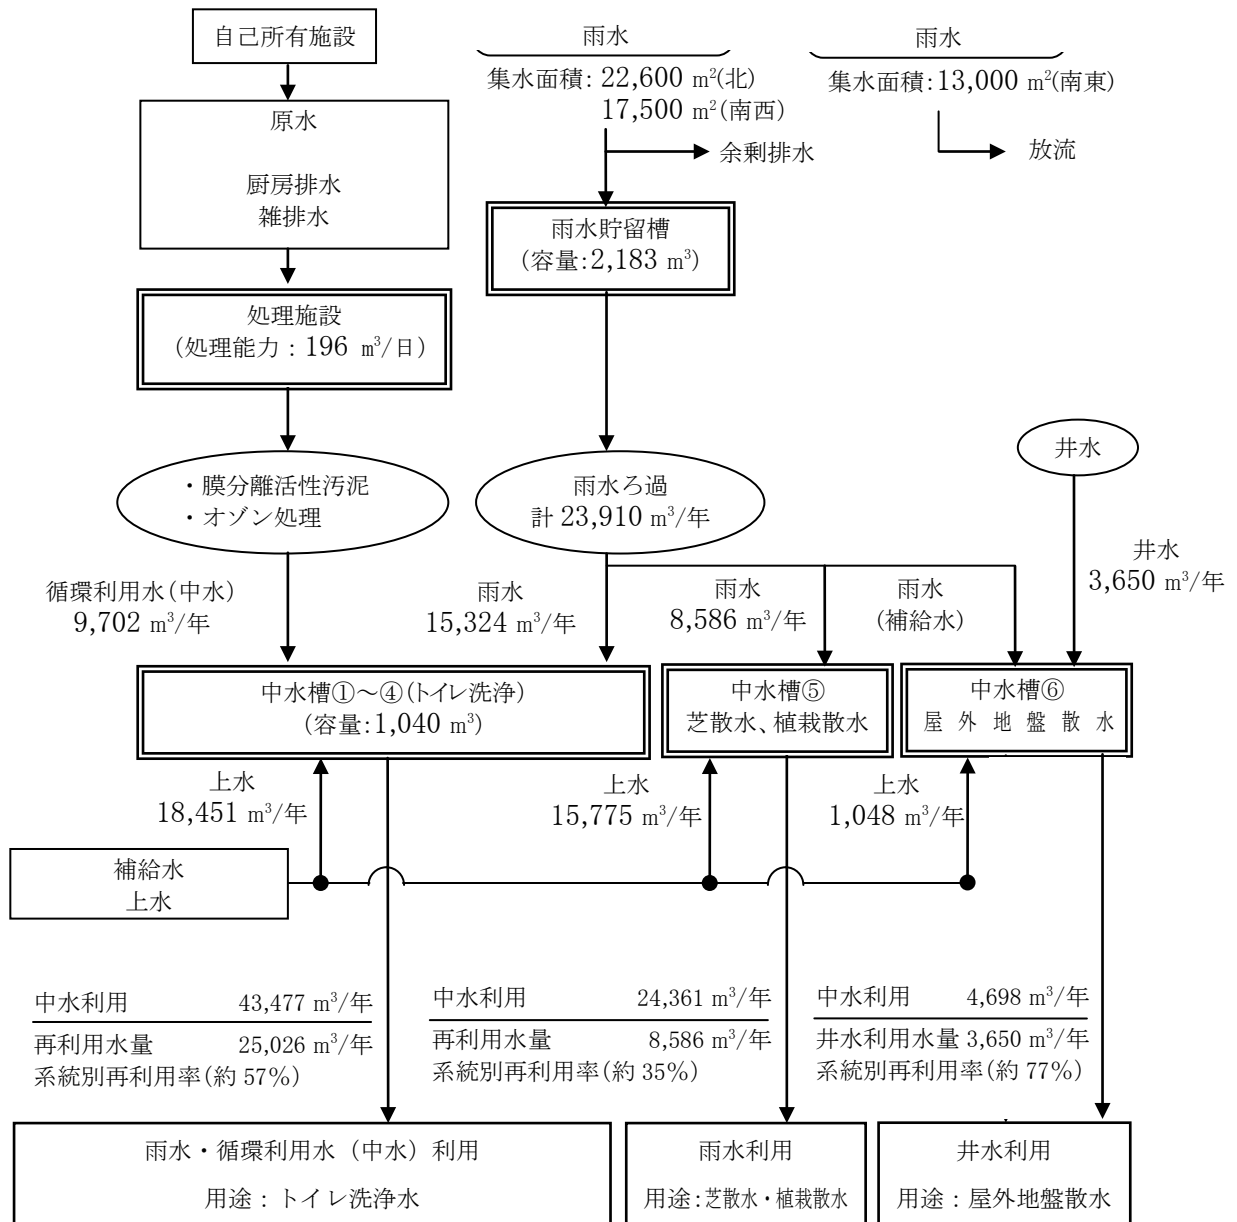 自己所有施設
原水
厨房排水
雑排水
処理施設
(処理能力：196 m³/日)
・膜分離活性汚泥
・オゾン処理
循環利用水(中水)
9,702 m³/年
雨水
集水面積: 22,600 m²(北)
17,500 m²(南西)
余剰排水
雨水貯留槽
(容量:2,183 m³)
雨水ろ過
計 23,910 m³/年
雨水
15,324 m³/年
雨水
集水面積:13,000 m²(南東)
放流
雨水
8,586 m³/年
雨水
(補給水)
井水
井水
3,650 m³/年
中水槽①～④(トイレ洗浄)
(容量:1,040 m³)
中水槽⑤
芝散水、植栽散水
中水槽⑥
屋外地盤散水
上水
18,451 m³/年
上水
15,775 m³/年
上水
1,048 m³/年
補給水
上水
中水利用 43,477 m³/年
再利用水量 25,026 m³/年
系統別再利用率(約 57%)
中水利用 24,361 m³/年
再利用水量 8,586 m³/年
系統別再利用率(約 35%)
中水利用 4,698 m³/年
井水利用水量 3,650 m³/年
系統別再利用率(約 77%)
雨水・循環利用水（中水）利用
用途：トイレ洗浄水
雨水利用
用途:芝散水・植栽散水
井水利用
用途：屋外地盤散水